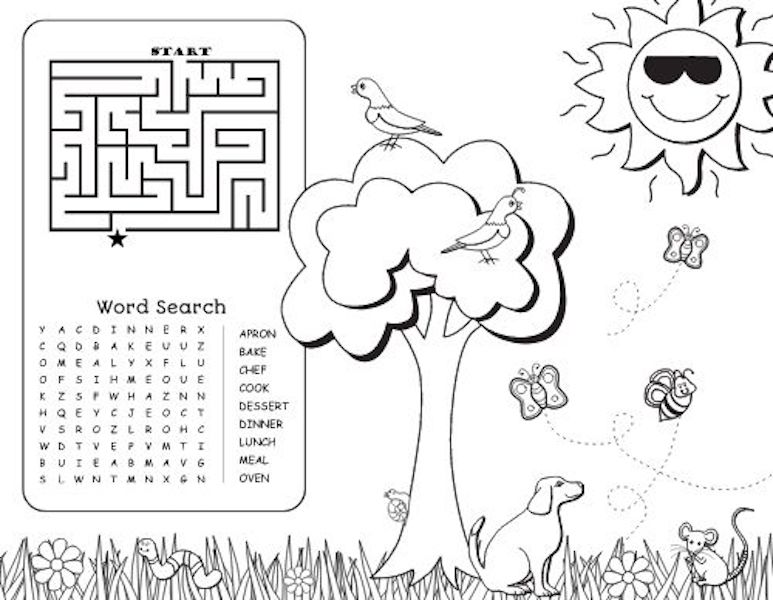 START
Word Search
Y A C D I N N E R X
C Q D B A K E U U Z
O M E A L Y X F L U
O F S I H M E O U E
K Z S F W H A Z N N
H Q E Y C J E O C T
V S R O Z L R O H C
W D T V E P V M T I
B U I E A B M A V G
S L W N T M N X G N
APRON
BAKE
CHEF
COOK
DESSERT
DINNER
LUNCH
MEAL
OVEN